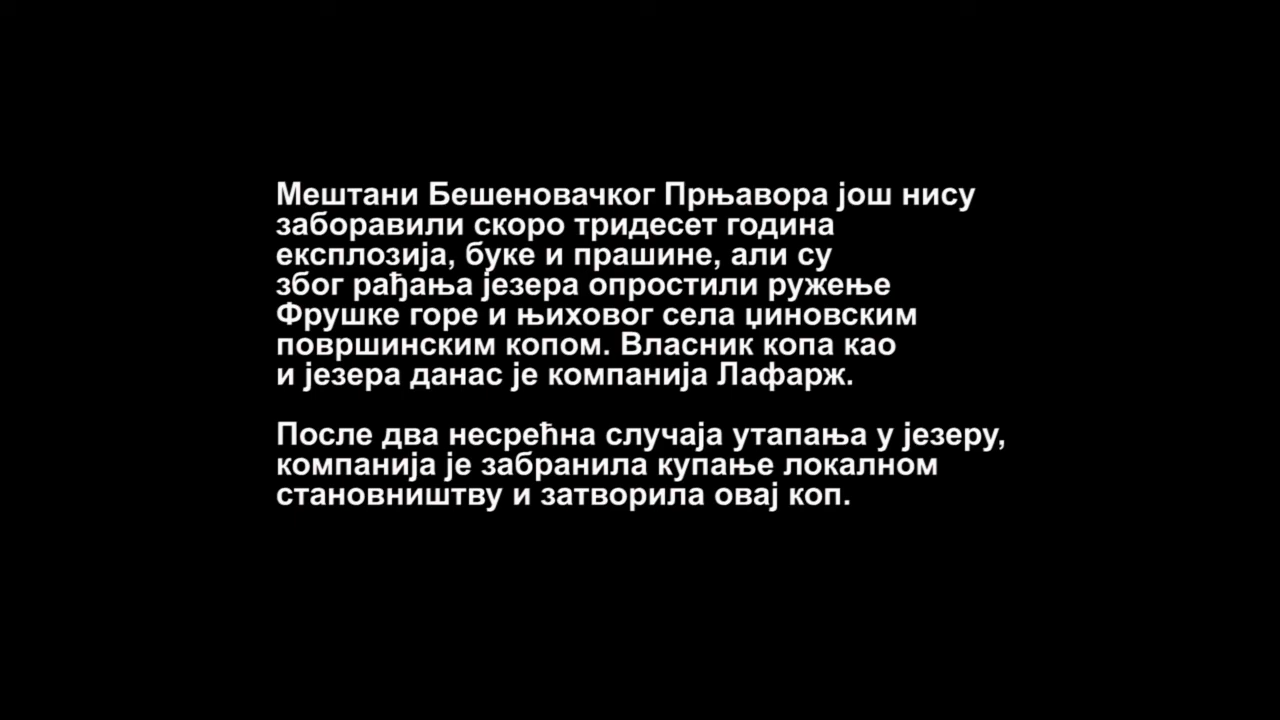 Мештани Бешеновачког Прњавора још нису
заборавили скоро тридесет година
експлозија, буке и прашине, али су
због рађања језера опростили ружење
Фрушке горе и њиховог села џиновским
површинским копом. Власник копа као
и језера данас је компанија Лафарж.

После два несрећна случаја утапања у језеру,
компанија је забранила купање локалном
становништву и затворила овај коп.